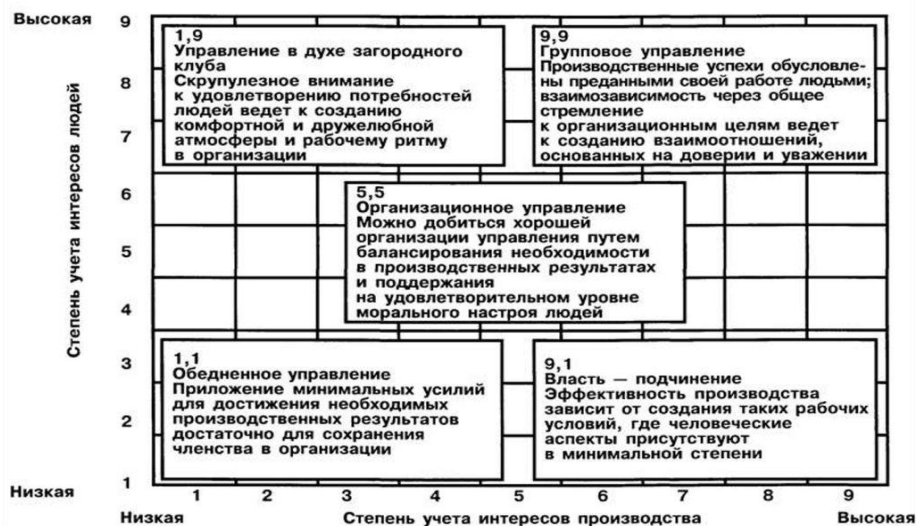 Высокая
Степень учета интересов людей
9
8
7
6
5
4
3
2
1
Низкая
1,9
Управление в духе загородного
клуба
Скрупулезное внимание
к удовлетворению потребностей
людей ведет к созданию
комфортной и дружелюбной
атмосферы и рабочему ритму
в организации
9,9
Групповое управление
Производственные успехи обусловле-
ны преданными своей работе людьми;
взаимозависимость через общее
стремление
к организационным целям ведет
к созданию взаимоотношений,
основанных на доверии и уважении
5,5
Организационное управление
Можно добиться хорошей
организации управления путем
балансирования необходимости
в производственных результатах
и поддержания
на удовлетворительном уровне
морального настроя людей
1,1
Обедненное управление
Приложение минимальных усилий
для достижения необходимых
производственных результатов
достаточно для сохранения
членства в организации
9,1
Власть — подчинение
Эффективность производства
зависит от создания таких рабочих
условий, где человеческие
аспекты присутствуют
в минимальной степени
1 2 3 4 5 6 7 8 9
Низкая Степень учета интересов производства Высокая